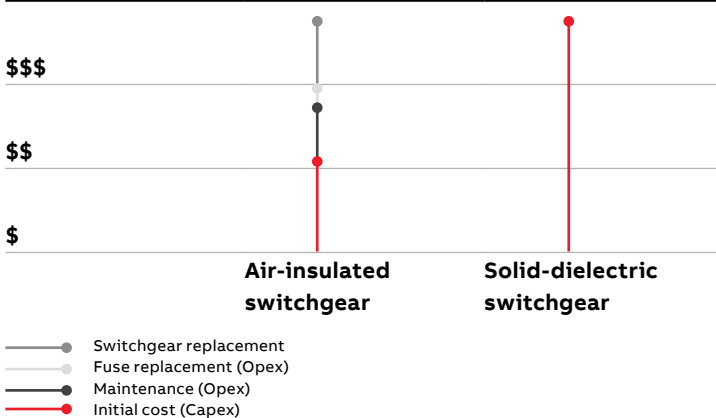 $$$
$$
$
Air-insulated
switchgear
Solid-dielectric
switchgear
Switchgear replacement
Fuse replacement (Opex)
Maintenance (Opex)
Initial cost (Capex)